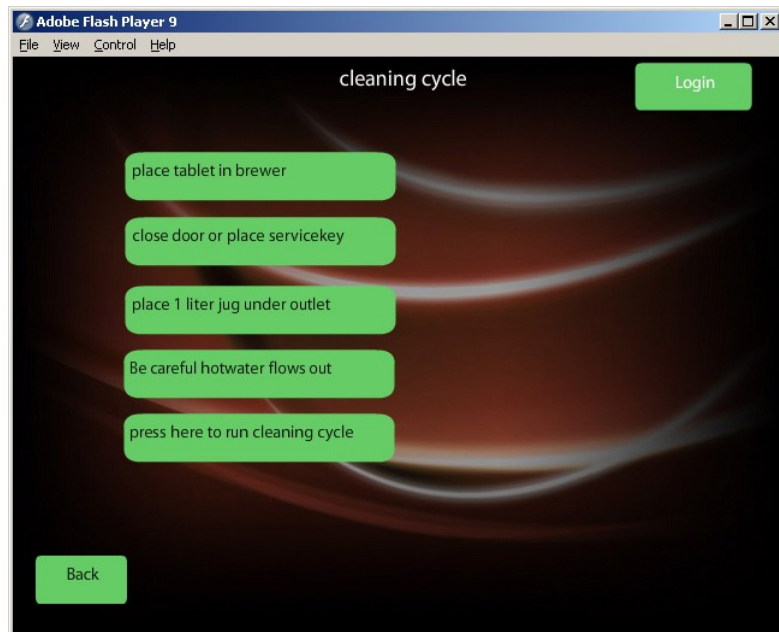 Adobe Flash Player 9
File View Control Help
cleaning cycle
Login
place tablet in brewer
close door or place servicekey
place 1 liter jug under outlet
Be careful hotwater flows out
press here to run cleaning cycle
Back